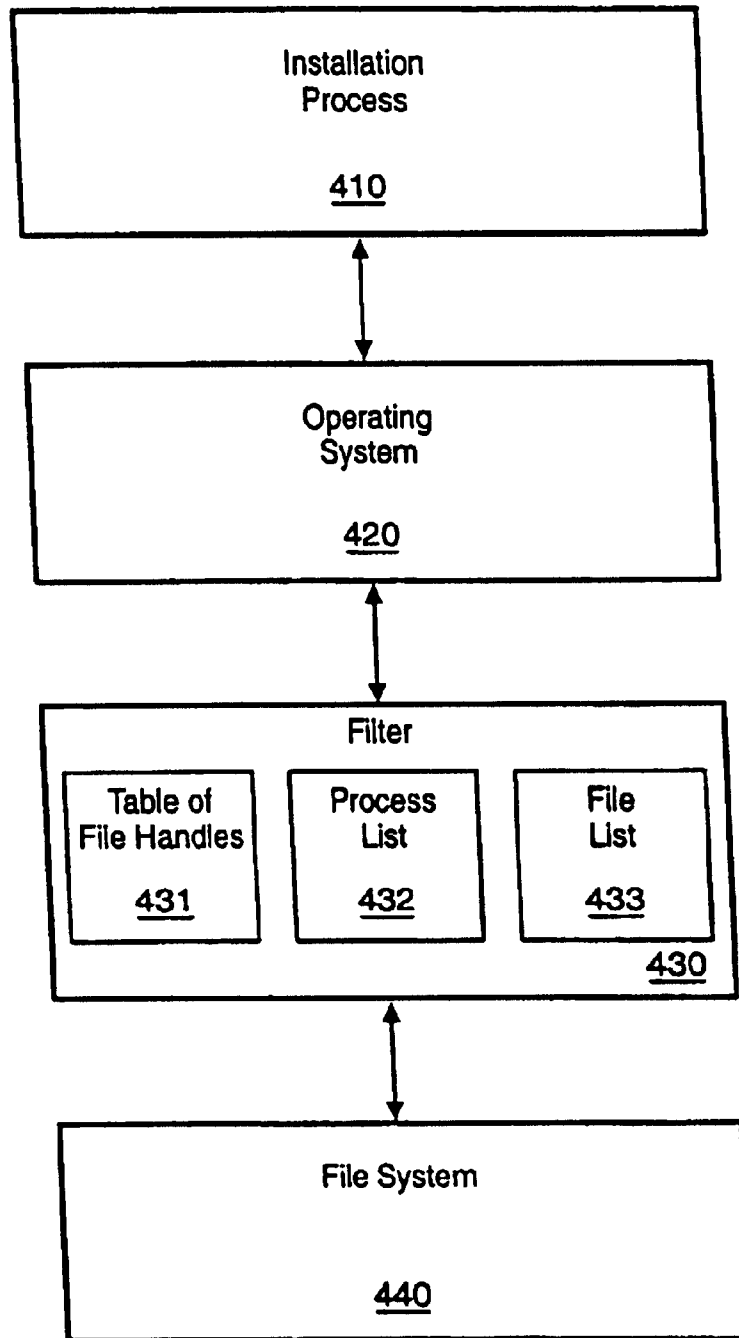 Installation
Process
410
Operating
System
420
Filter
Table of
File Handles
431
Process
List
432
File
List
433
430
File System
440